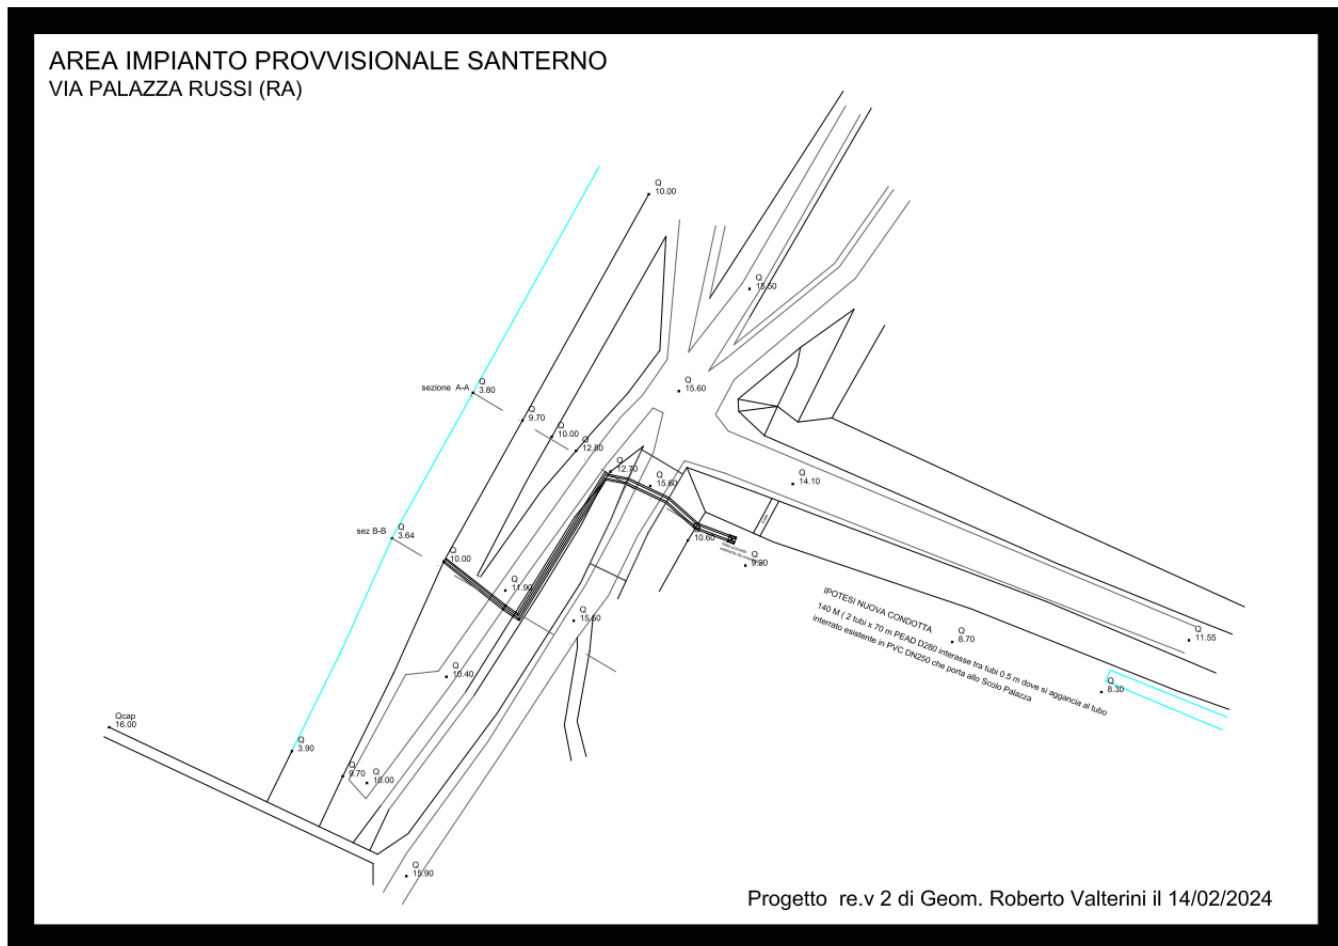 AREA IMPIANTO PROVVISIONALE SANTERNO
VIA PALAZZA RUSSI (RA)
Q
10.00
Q
15.50
sezione A-A
Q
3.80
Q
15.60
Q
9.70
Q
10.00
Q
12.80
Q
12.70
Q
15.60
Q
14.10
sez B-B
Q
3.64
10.60
Q
10.00
Q
9.20
Q
11.90
Q
15.60
IPOTESI NUOVA CONDOTTA
140 M ( 2 tubi x 70 m PEAD D280 interasse tra tubi 0.5 m dove si aggancia al tubo
interrato esistente in PVC DN250 che porta allo Scolo Palazza
Q
8.70
Q
11.55
Q
10.40
Q
8.30
Qcap
16.00
Q
3.90
Q
9.70
Q
10.00
Q
15.90
Progetto re.v 2 di Geom. Roberto Valterini il 14/02/2024